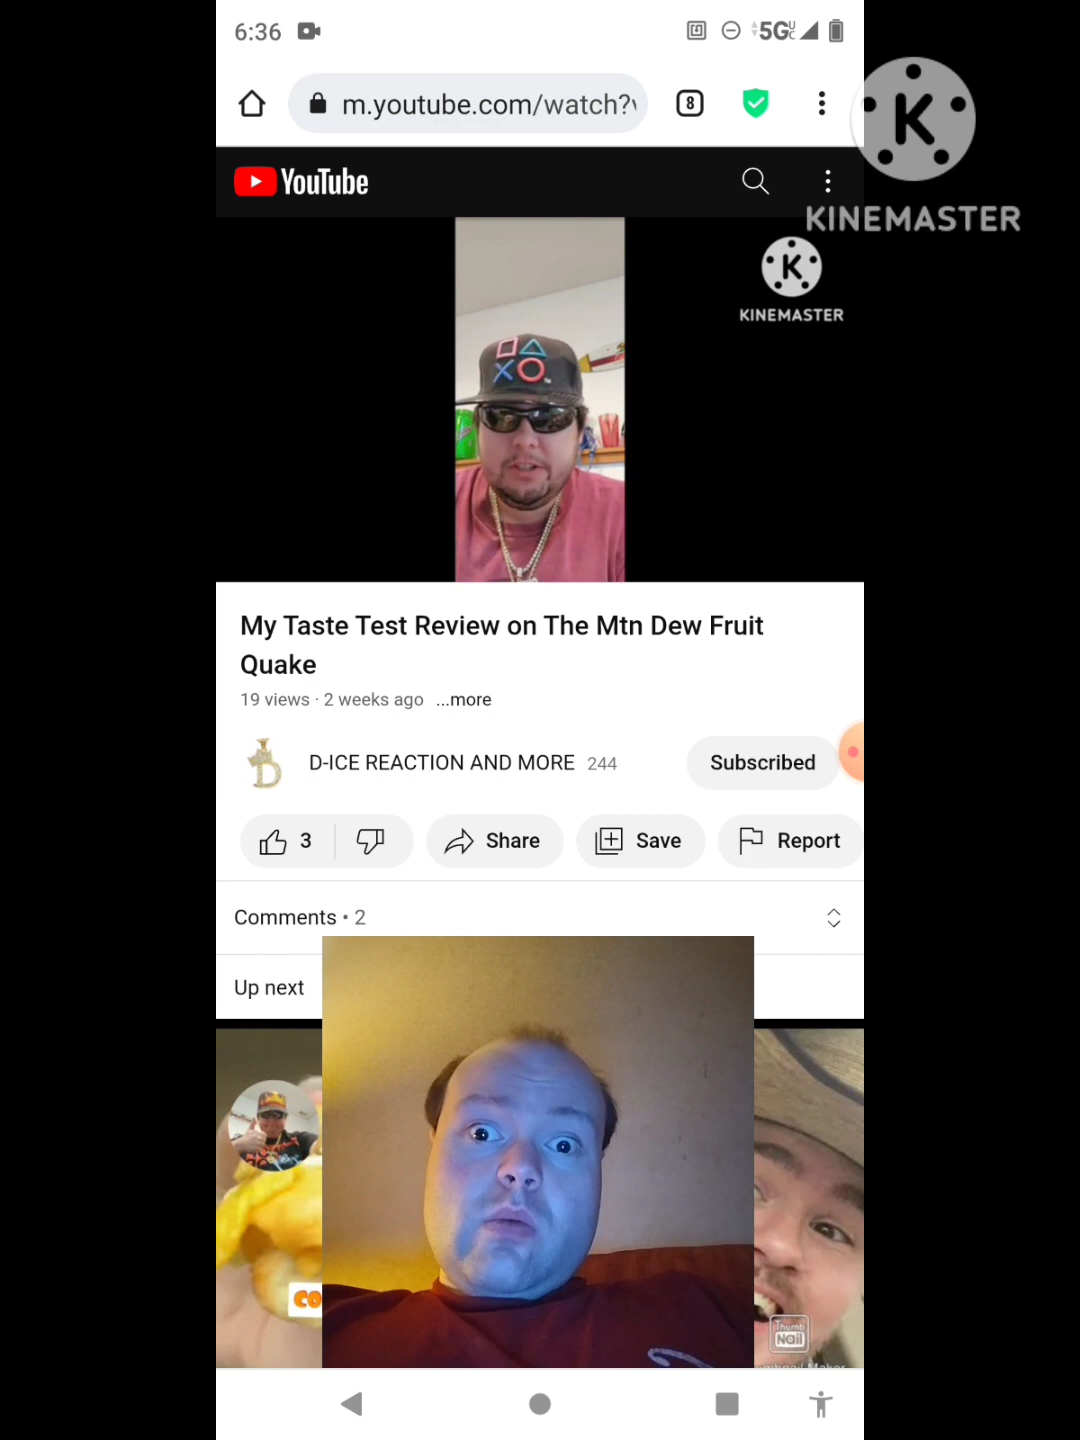 6:36
5G UC
m.youtube.com/watch?v
8
YouTube
K
KINEMASTER
K
KINEMASTER
My Taste Test Review on The Mtn Dew Fruit
Quake
19 views · 2 weeks ago ...more
D
D-ICE REACTION AND MORE 244
Subscribed
3
Share
Save
Report
Comments • 2
Up next
CO
Thumb
Nail